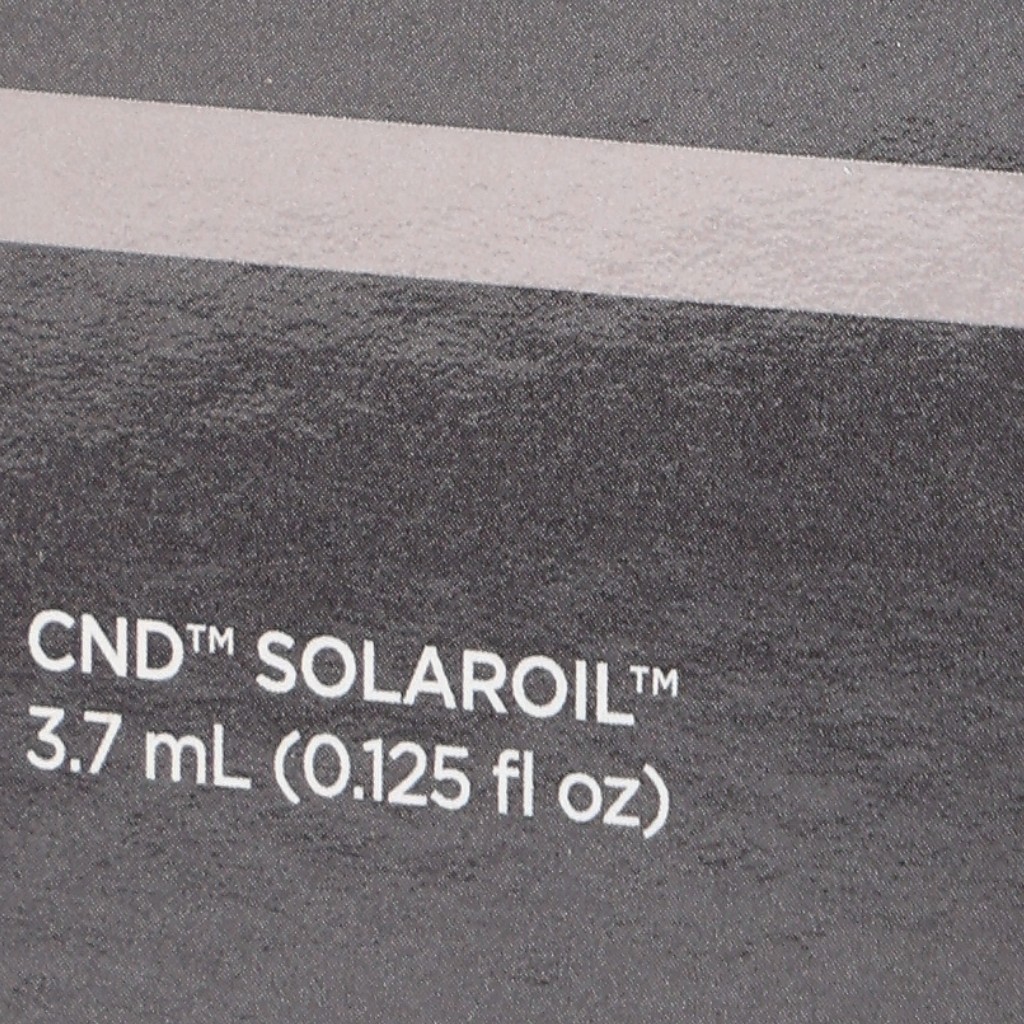 CND™ SOLAROIL™
3.7 mL (0.125 fl oz)